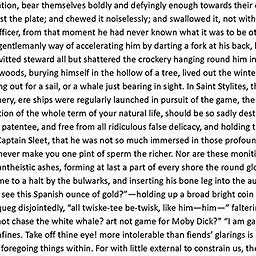 ation, bear themselves boldly and defyingly enough towards their
st the plate; and chewed it noiselessly; and swallowed it, not with
officer, from that moment he had never known what it was to be ot
gentlemanly way of accelerating him by darting a fork at his back,
witted steward all but shattered the crockery hanging round him in
woods, burying himself in the hollow of a tree, lived out the winter
ng out for a sail, or a whale just bearing in sight. In Saint Stylites, th
nery, ere ships were regularly launched in pursuit of the game, the
tion of the whole term of your natural life, should be so sadly dest
patentee, and free from all ridiculous false delicacy, and holding t
Captain Sleet, that he was not so much immersed in those profoun
never make you one pint of sperm the richer. Nor are these moniti
antheistic ashes, forming at last a part of every shore the round glo
me to a halt by the bulwarks, and inserting his bone leg into the au
see this Spanish ounce of gold?"—holding up a broad bright coin
queg disjointedly, "all twiske-tee be-twisk, like him—him—" falterin
not chase the white whale? art not game for Moby Dick?" "I am ga
nfines. Take off thine eye! more intolerable than fiends' glarings is
foregoing things within. For with little external to constrain us, the